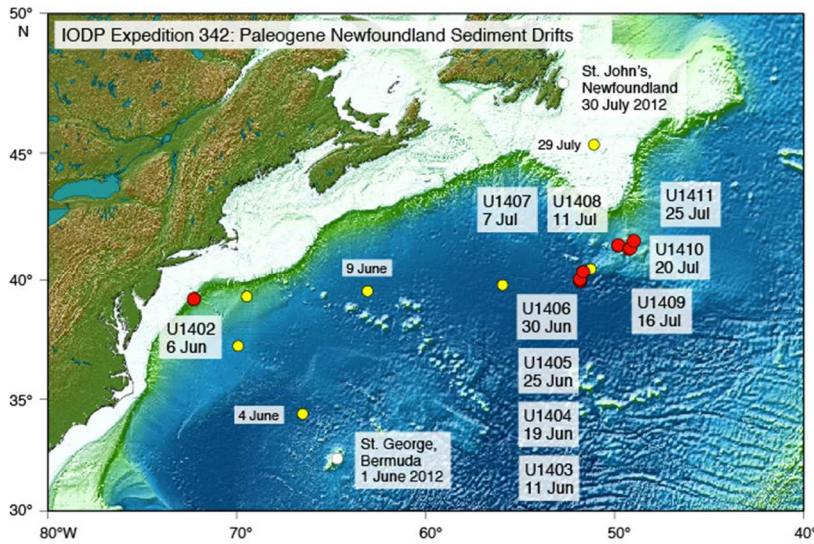 50°
N
IODP Expedition 342: Paleogene Newfoundland Sediment Drifts
St. John's,
Newfoundland
30 July 2012
29 July
45°
U1407
7 Jul
U1408
11 Jul
U1411
25 Jul
U1410
20 Jul
9 June
40°
U1409
16 Jul
U1406
30 Jun
U1402
6 Jun
U1405
25 Jun
35°
4 June
U1404
19 Jun
St. George,
Bermuda
1 June 2012
U1403
11 Jun
30°
80°W
70°
60°
50°
40°